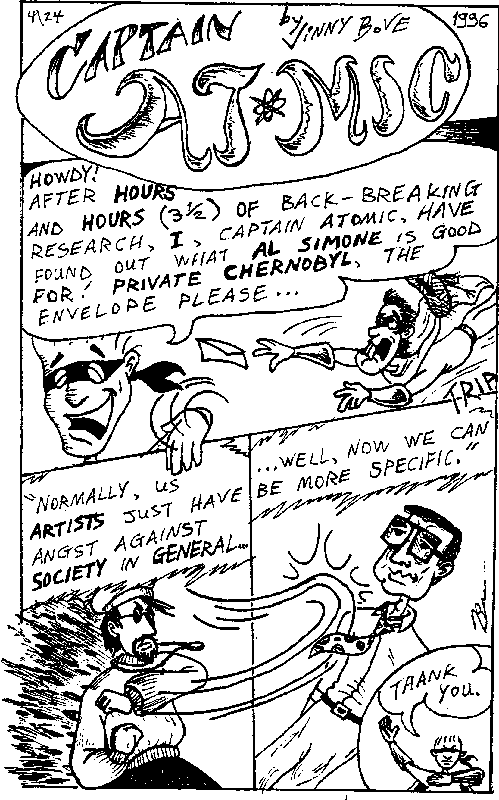 4\24
CAPTAIN
by JINNY BOVE
1996
ATOMIC
HOWDY!
AFTER HOURS
AND HOURS (3½) OF BACK-BREAKING
RESEARCH, I, CAPTAIN ATOMIC, HAVE
FOUND OUT WHAT AL SIMONE IS GOOD
FOR! PRIVATE CHERNOBYL, THE
ENVELOPE PLEASE...
TRIP
"NORMALLY, US
ARTISTS JUST HAVE
ANGST AGAINST
SOCIETY IN GENERAL...
...WELL, NOW WE CAN
BE MORE SPECIFIC."
THANK
YOU.